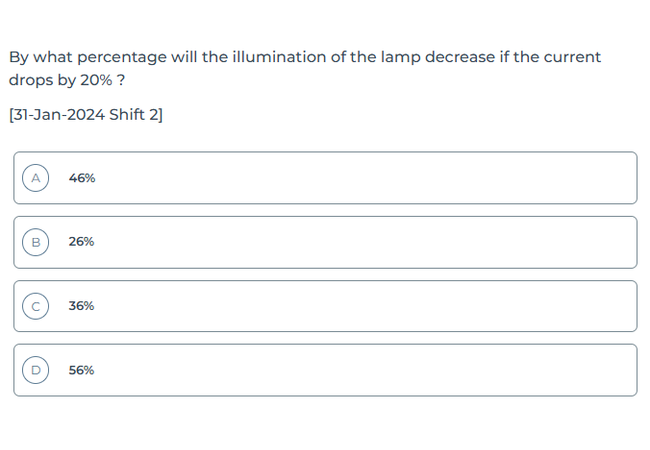 By what percentage will the illumination of the lamp decrease if the current
drops by 20% ?
[31-Jan-2024 Shift 2]
A 46%
B 26%
C 36%
D 56%